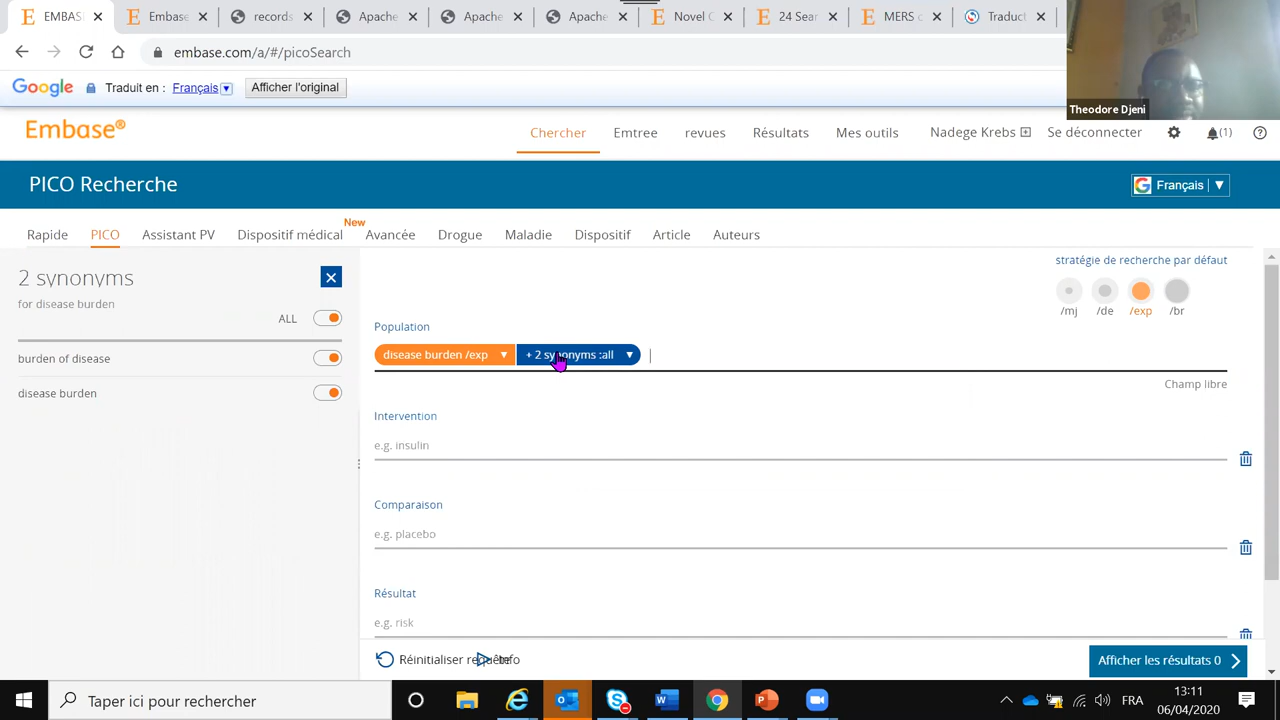 EMBAS
Embase
records
Apache
Apache
Apache
Novel C
24 Sear
MERS c
Traduct
embase.com/a/#/picoSearch
Google
Traduit en :
Français
Afficher l'original
Theodore Djeni
Embase®
Chercher
Emtree
revues
Résultats
Mes outils
Nadege Krebs
Se déconnecter
(1)
PICO Recherche
Français
New
Rapide
PICO
Assistant PV
Dispositif médical
Avancée
Drogue
Maladie
Dispositif
Article
Auteurs
2 synonyms
for disease burden
ALL
burden of disease
disease burden
stratégie de recherche par défaut
/mj
/de
/exp
/br
Population
disease burden /exp
+ 2 synonyms :all
Champ libre
Intervention
e.g. insulin
Comparaison
e.g. placebo
Résultat
e.g. risk
Réinitialiser requête
Info
Afficher les résultats 0
Taper ici pour rechercher
FRA
13:11
06/04/2020